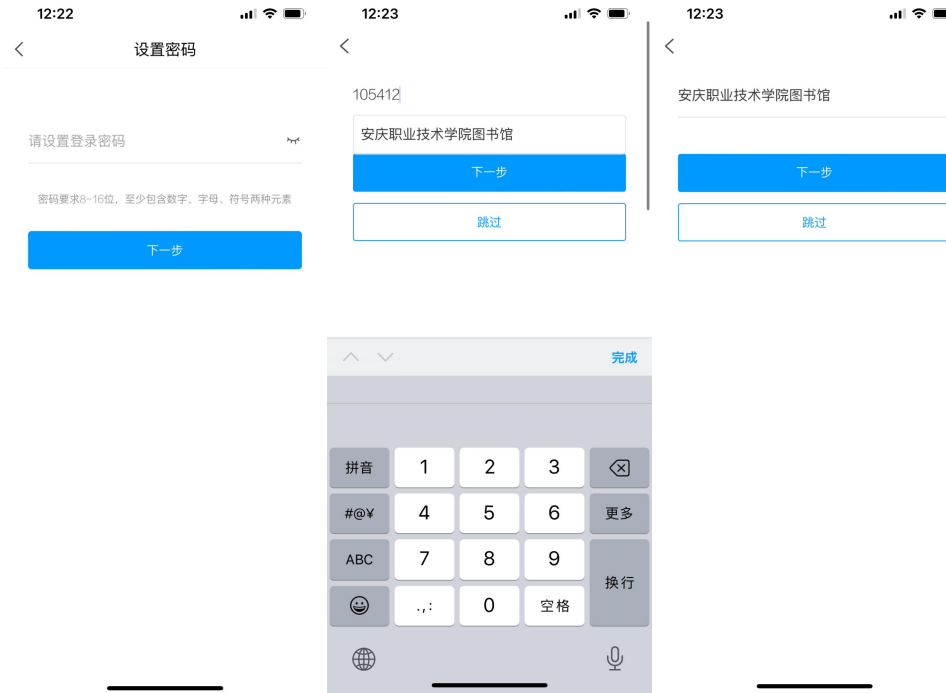 12:22
设置密码
请设置登录密码
密码要求8-16位，至少包含数字、字母、符号两种元素
下一步
12:23
105412
安庆职业技术学院图书馆
下一步
跳过
完成
拼音 1 2 3
#@¥ 4 5 6 更多
ABC 7 8 9 换行
.,: 0 空格
12:23
安庆职业技术学院图书馆
下一步
跳过